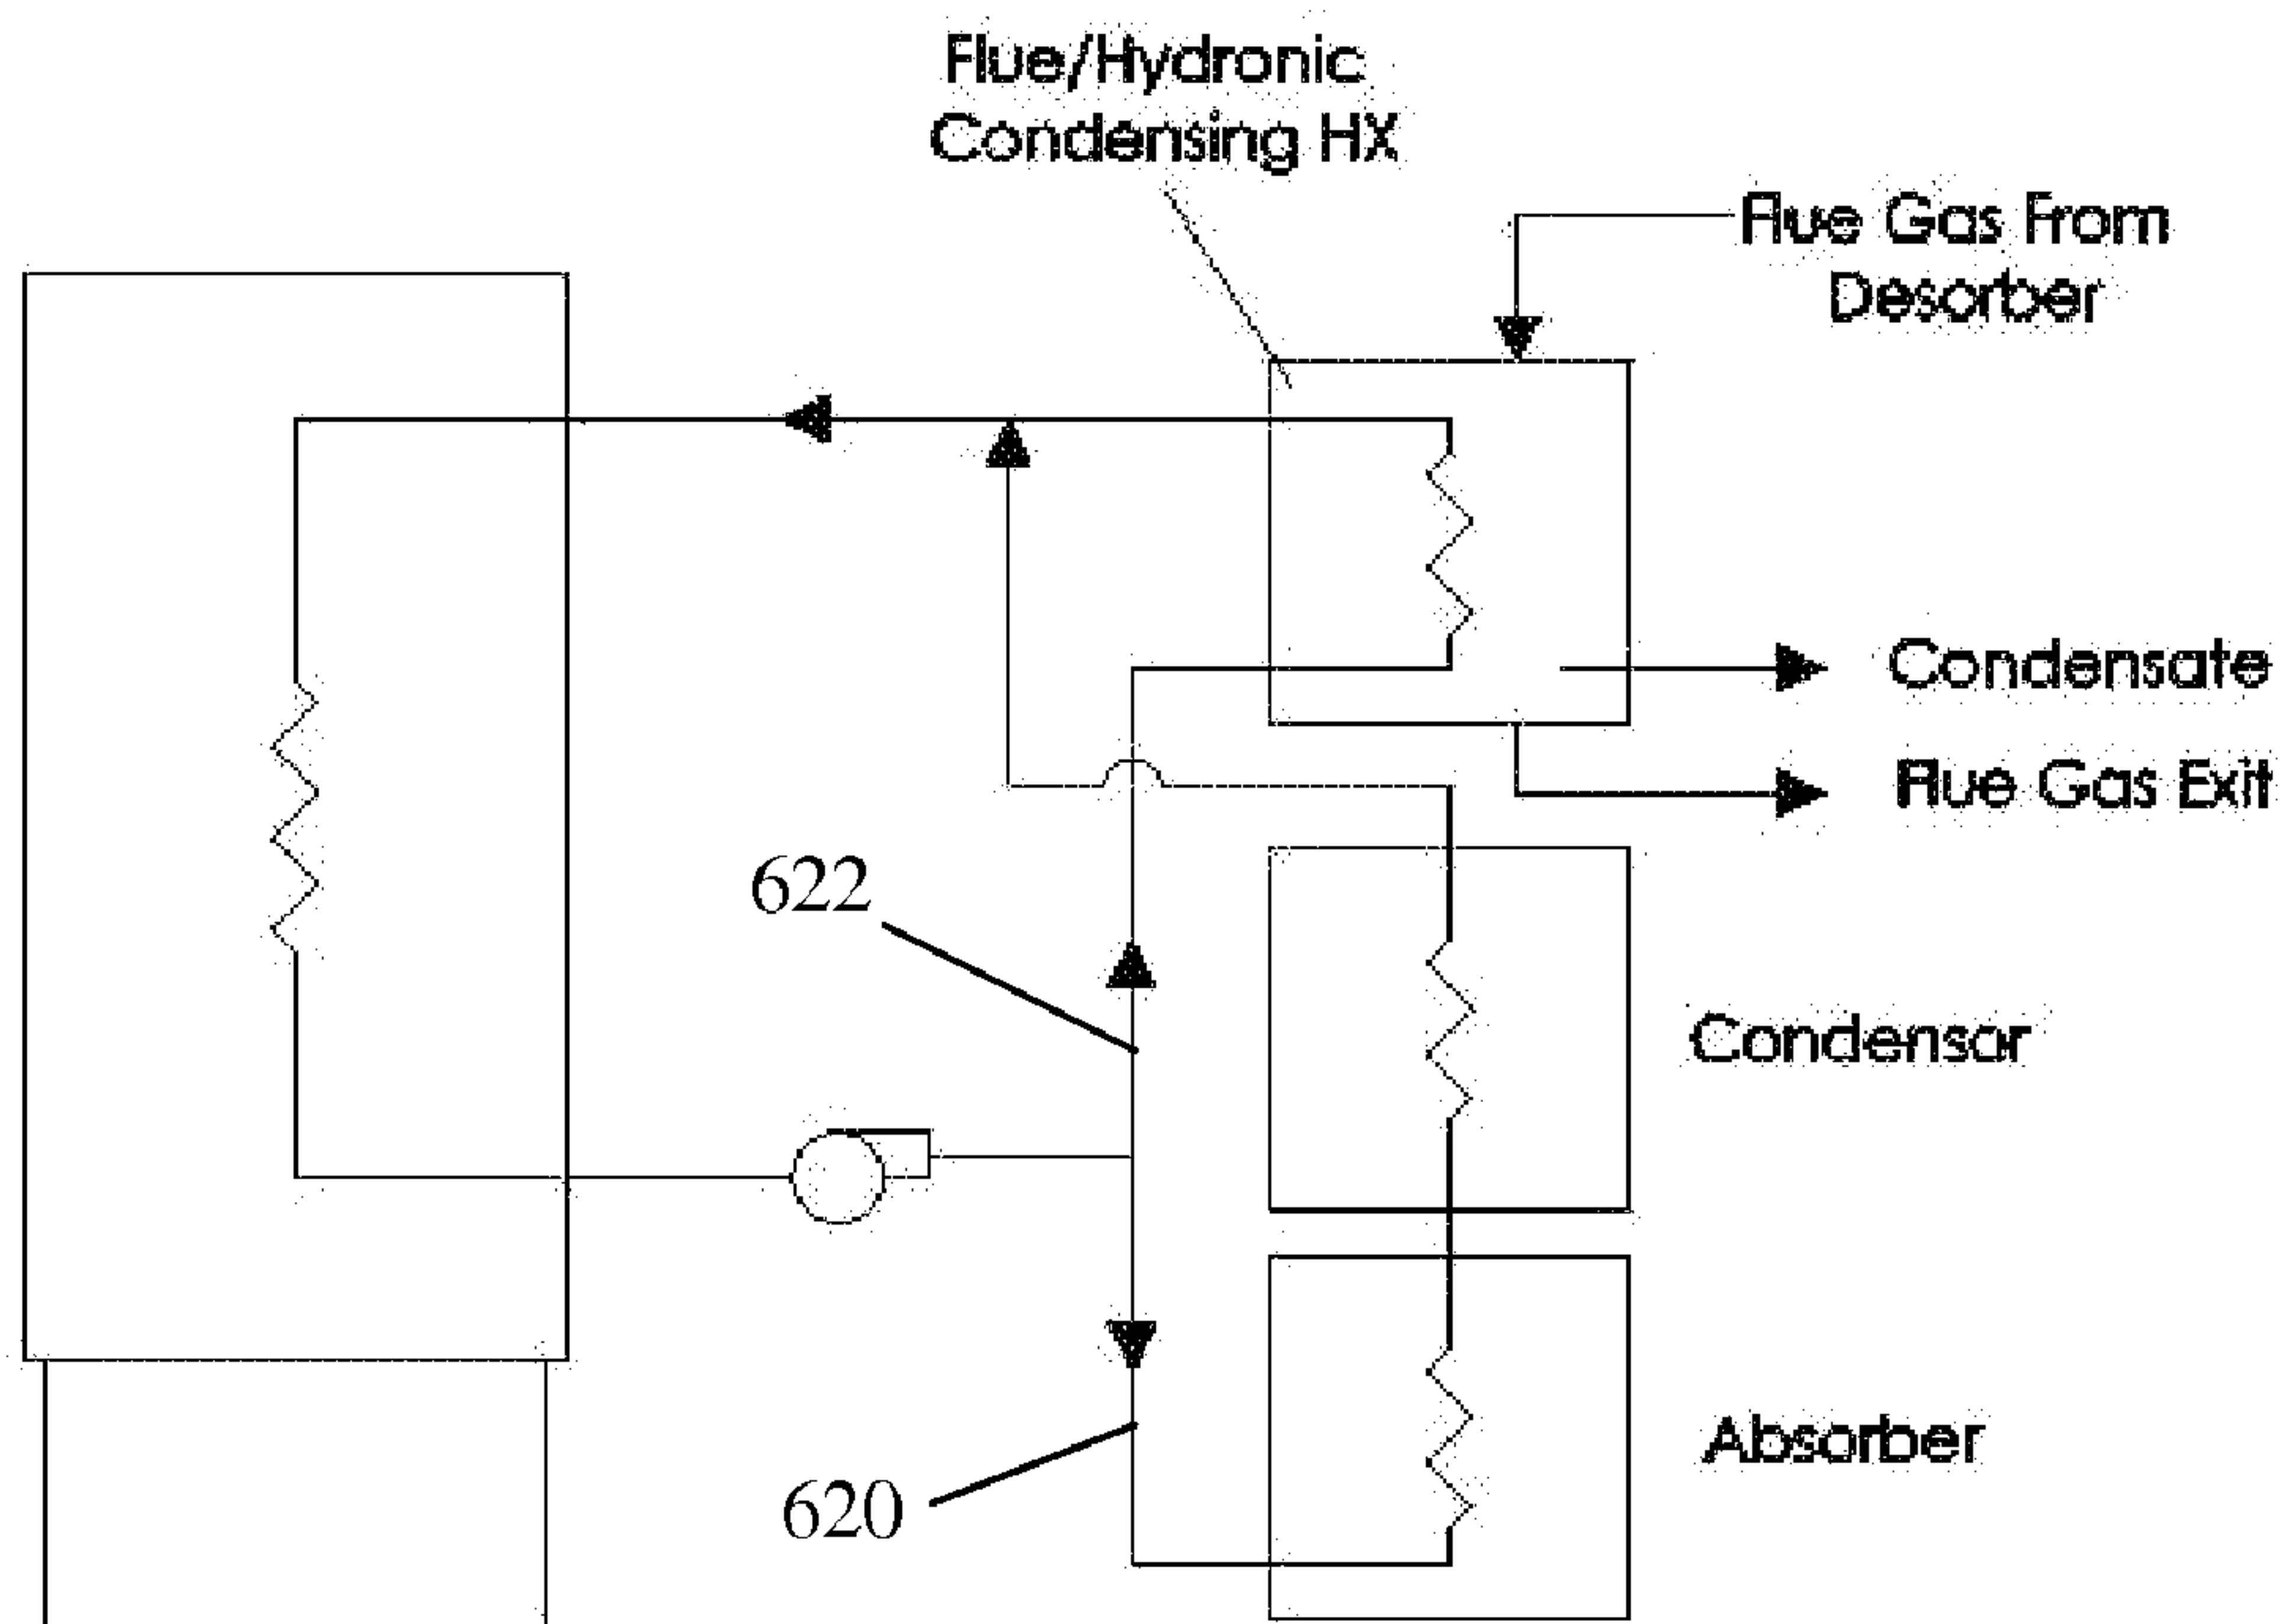 Flue/Hydronic
Condensing HX
Flue Gas From
Desorber
Condensate
Flue Gas Exit
622
Condensor
Absorber
620